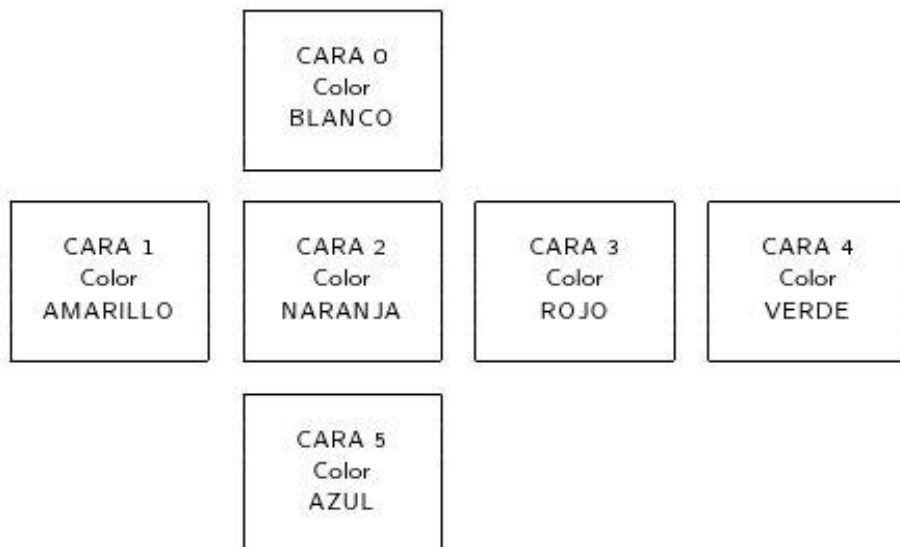 CARA 0
Color
BLANCO
CARA 1
Color
AMARILLO
CARA 2
Color
NARANJA
CARA 3
Color
ROJO
CARA 4
Color
VERDE
CARA 5
Color
AZUL